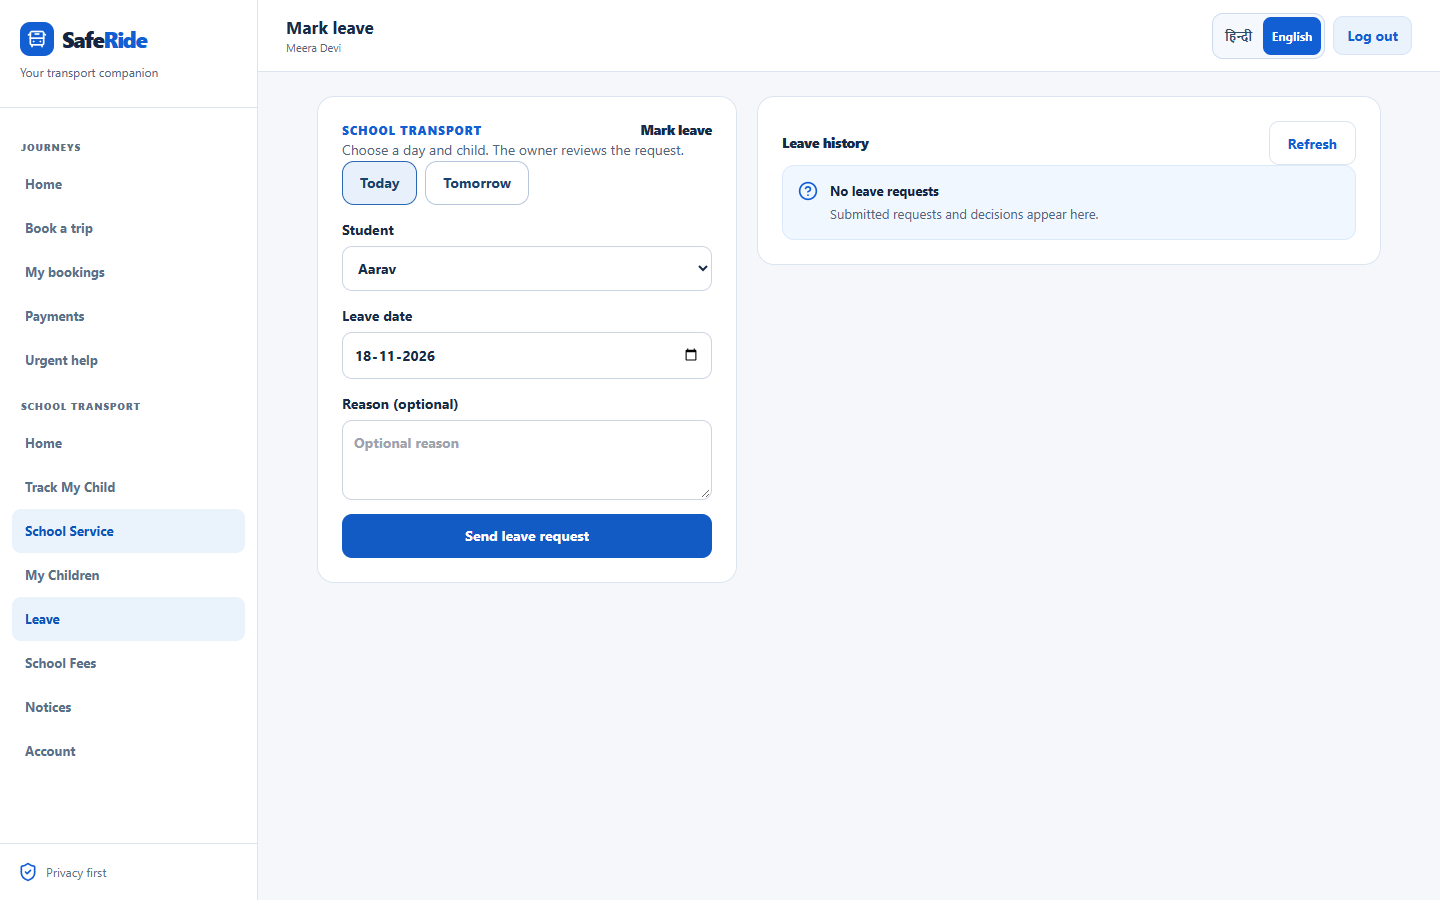 SafeRide
Your transport companion
JOURNEYS
Home
Book a trip
My bookings
Payments
Urgent help
SCHOOL TRANSPORT
Home
Track My Child
School Service
My Children
Leave
School Fees
Notices
Account
Privacy first
Mark leave
Meera Devi
हिन्दी English Log out
SCHOOL TRANSPORT Mark leave
Choose a day and child. The owner reviews the request.
Today Tomorrow
Student
Aarav
Leave date
18-11-2026
Reason (optional)
Optional reason
Send leave request
Leave history Refresh
No leave requests
Submitted requests and decisions appear here.